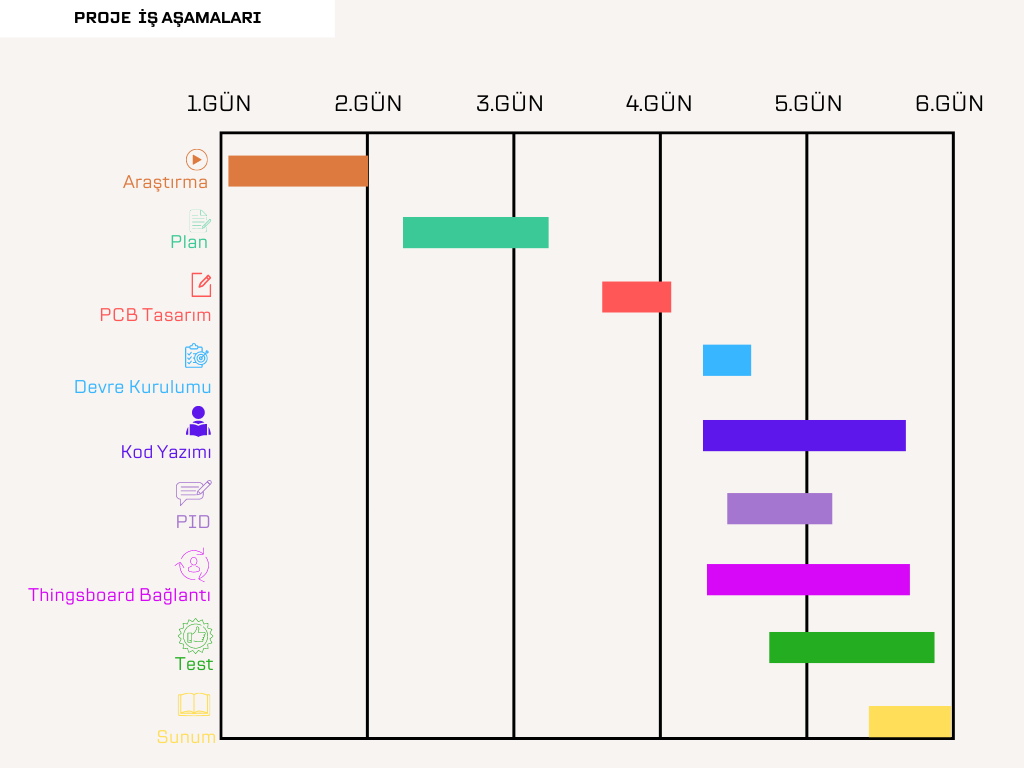 PROJE İŞ AŞAMALARI
1.GÜN 2.GÜN 3.GÜN 4.GÜN 5.GÜN 6.GÜN
Araştırma
Plan
PCB Tasarım
Devre Kurulumu
Kod Yazımı
PID
Thingsboard Bağlantı
Test
Sunum